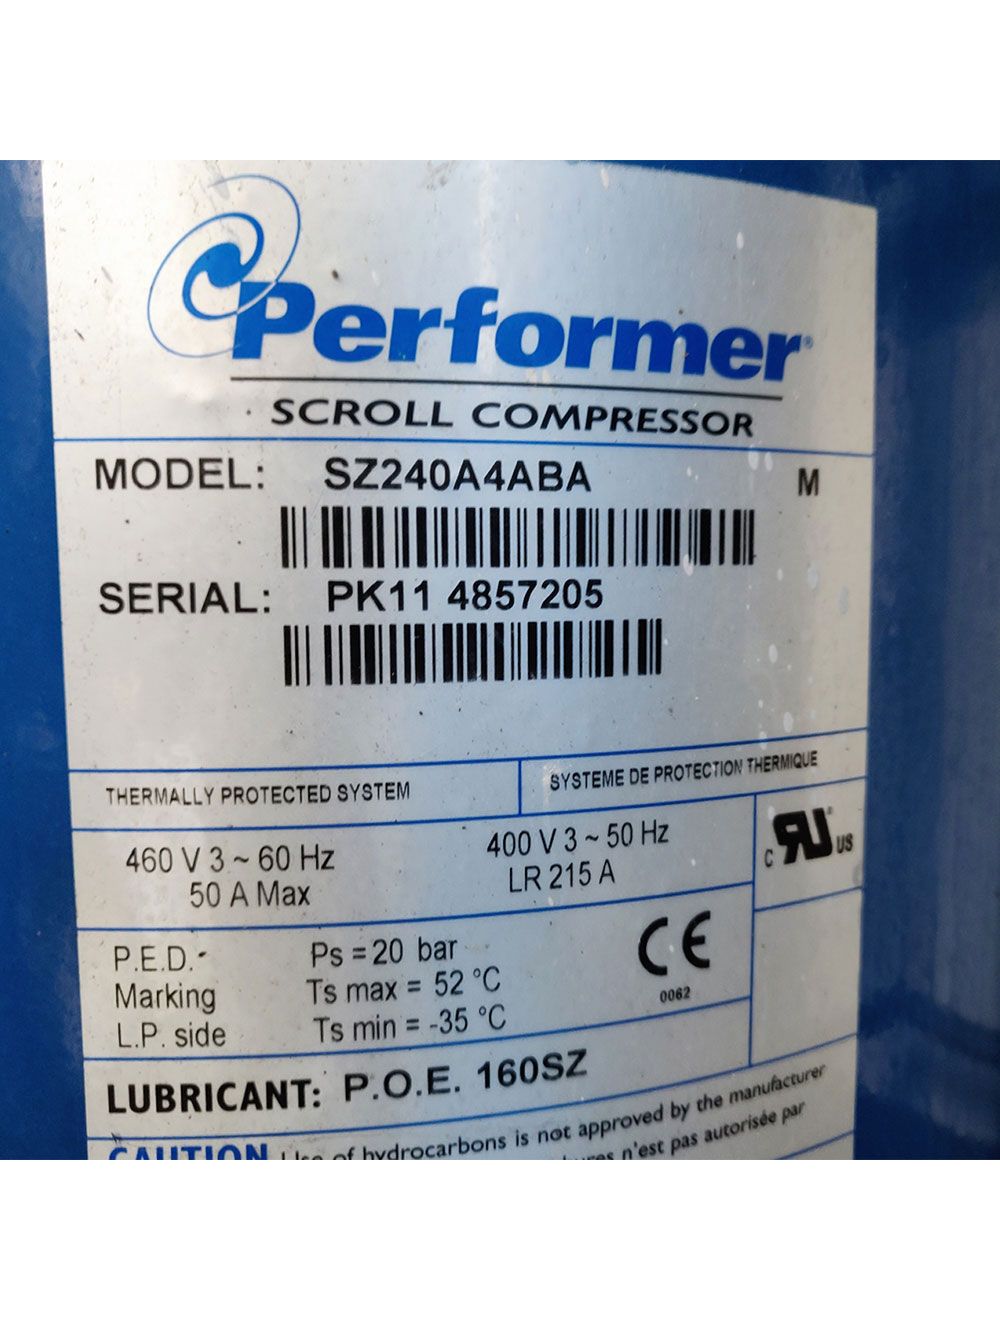 Performer®
SCROLL COMPRESSOR
MODEL: SZ240A4ABA M
SERIAL: PK11 4857205
THERMALLY PROTECTED SYSTEM
SYSTEME DE PROTECTION THERMIQUE
460 V 3 ~ 60 Hz
50 A Max
400 V 3 ~ 50 Hz
LR 215 A
c RU ® US
P.E.D.-
Marking
L.P. side
Ps = 20 bar
Ts max = 52 °C
Ts min = -35 °C
CE
0062
LUBRICANT: P.O.E. 160SZ
CAUTION Use of hydrocarbons is not approved by the manufacturer
n'est pas autorisée par